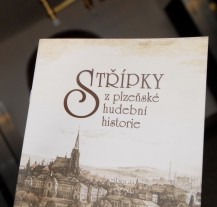 STŘÍPKY
z plzeňské
hudební
historie